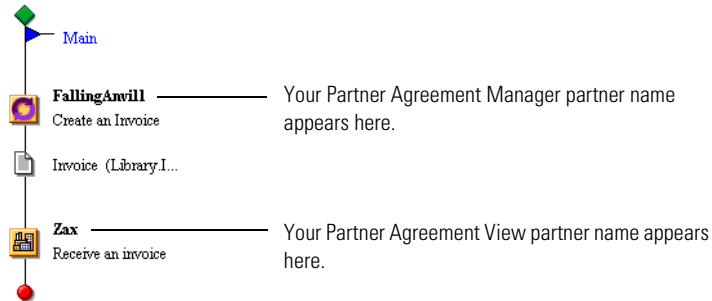 Main
FallingAnvil1
Your Partner Agreement Manager partner name
appears here.
Create an Invoice
Invoice (Library.I...
Zax
Your Partner Agreement View partner name appears
here.
Receive an invoice